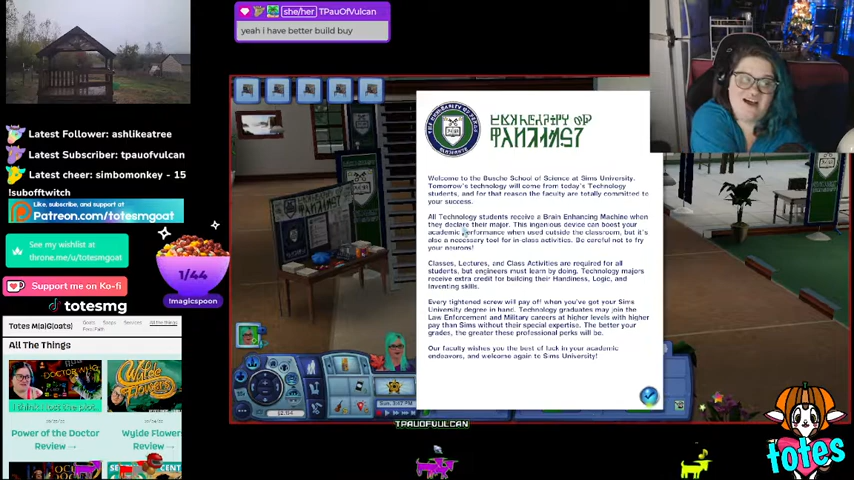 she/her TPauOfVulcan
yeah i have better build buy
Latest Follower: ashlikeatree
Latest Subscriber: tpauofvulcan
Latest cheer: simbomonkey - 15
!subofftwitch
Like, subscribe, and support at
Patreon.com/totesmgoat
See my wishlist at
throne.me/u/totesmgoat
1/44
!magicspoon
Support me on Ko-fi
totesmg
Totes M(a)G(oats)
All The Things
DOCTOR WHO
I think I lost the plot
Wylde Flowers
Power of the Doctor
Review →
Wylde Flower
Review →
Welcome to the Busche School of Science at Sims University.
Tomorrow's technology will come from today's Technology
students, and for that reason the faculty are totally committed to
your success.
All Technology students receive a Brain Enhancing Machine when
they declare their major. This ingenious device can boost your
academic performance when used outside the classroom, but it's
also a necessary tool for in-class activities. Be careful not to fry
your neurons!
Classes, Lectures, and Class Activities are required for all
students, but engineers must learn by doing. Technology majors
receive extra credit for building their Handiness, Logic, and
Inventing skills.
Every tightened screw will pay off when you've got your Sims
University degree in hand. Technology graduates may join the
Law Enforcement and Military careers at higher levels with higher
pay than Sims without their special expertise. The better your
grades, the greater these professional perks will be.
Our faculty wishes you the best of luck in your academic
endeavors, and welcome again to Sims University!
TPAUOFVULCAN
totes